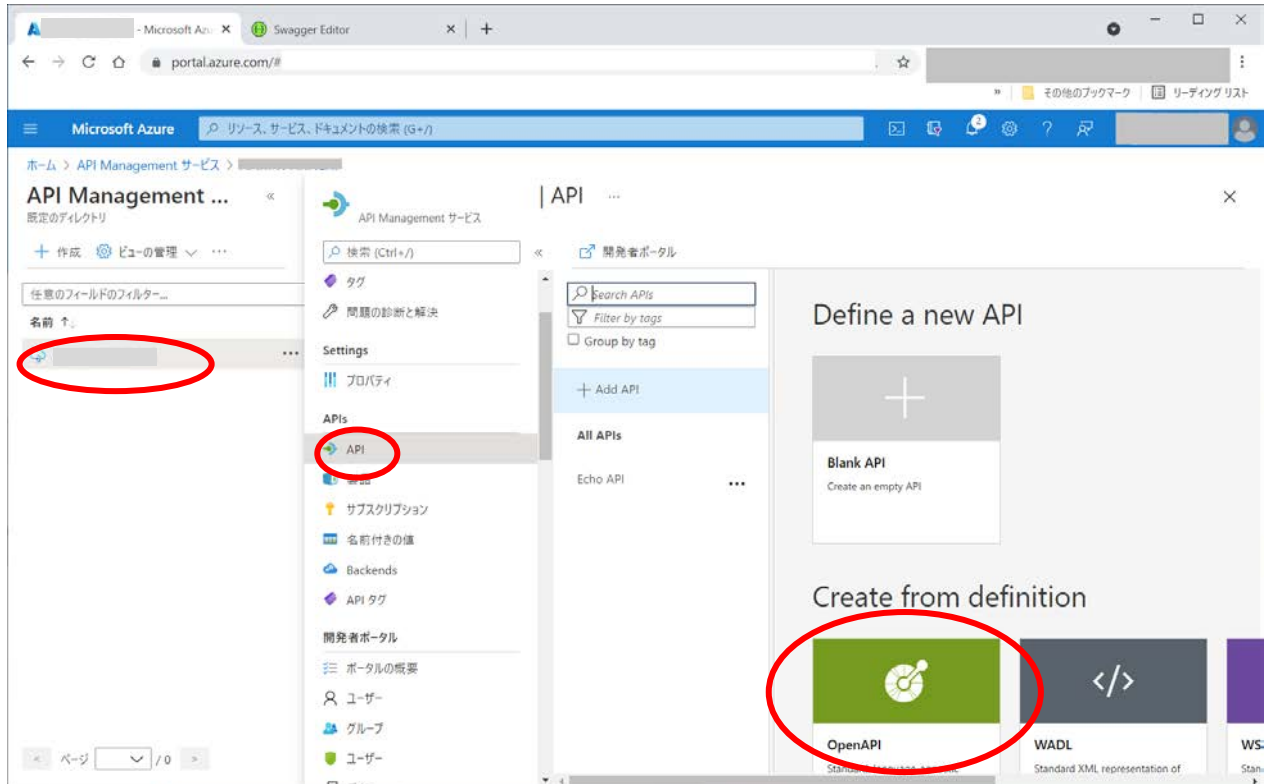 - Microsoft Azu
Swagger Editor
portal.azure.com/#
»
その他のブックマーク
リーディング リスト
Microsoft Azure
リソース、サービス、ドキュメントの検索 (G+/)
2
ホーム > API Management サービス >
API Management ...
«
既定のディレクトリ
作成
ビューの管理
任意のフィールドのフィルター...
名前 ↑↓
ページ
/ 0
API Management サービス
検索 (Ctrl+/)
«
タグ
問題の診断と解決
Settings
プロパティ
APIs
API
サブスクリプション
名前付きの値
Backends
API タグ
開発者ポータル
ポータルの概要
ユーザー
グループ
ユーザー
| API ...
開発者ポータル
Search APIs
Filter by tags
Group by tag
+ Add API
All APIs
Echo API
Define a new API
Blank API
Create an empty API
Create from definition
</>
OpenAPI
WADL
Standard XML representation of
Stan